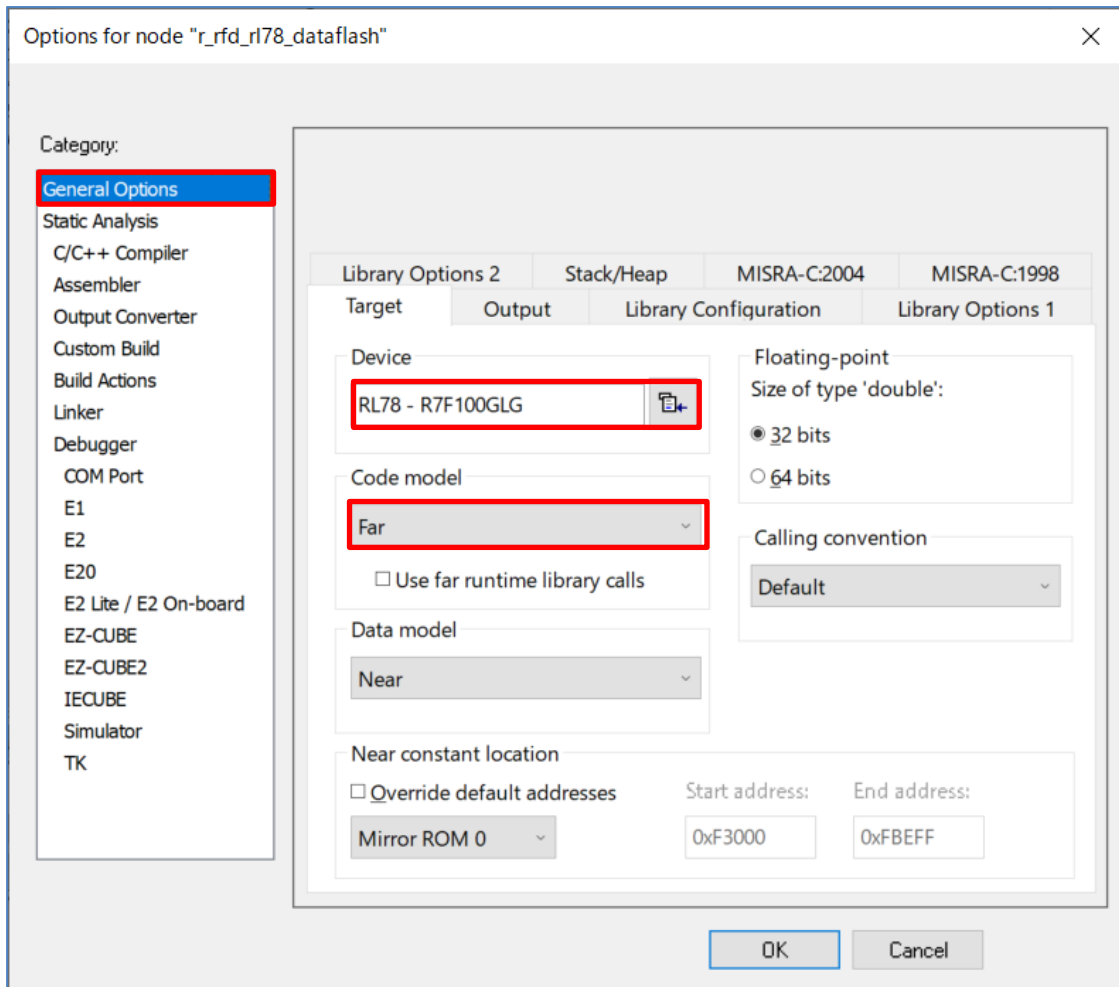 Options for node "r_rfd_rl78_dataflash"
Category:
General Options
Static Analysis
C/C++ Compiler
Assembler
Output Converter
Custom Build
Build Actions
Linker
Debugger
COM Port
E1
E2
E20
E2 Lite / E2 On-board
EZ-CUBE
EZ-CUBE2
IECUBE
Simulator
TK
Library Options 2 Stack/Heap MISRA-C:2004 MISRA-C:1998
Target Output Library Configuration Library Options 1
Device
RL78 - R7F100GLG
Code model
Far
Use far runtime library calls
Data model
Near
Floating-point
Size of type 'double':
32 bits
64 bits
Calling convention
Default
Near constant location
Override default addresses
Mirror ROM 0
Start address:
0xF3000
End address:
0xFBEFF
OK
Cancel